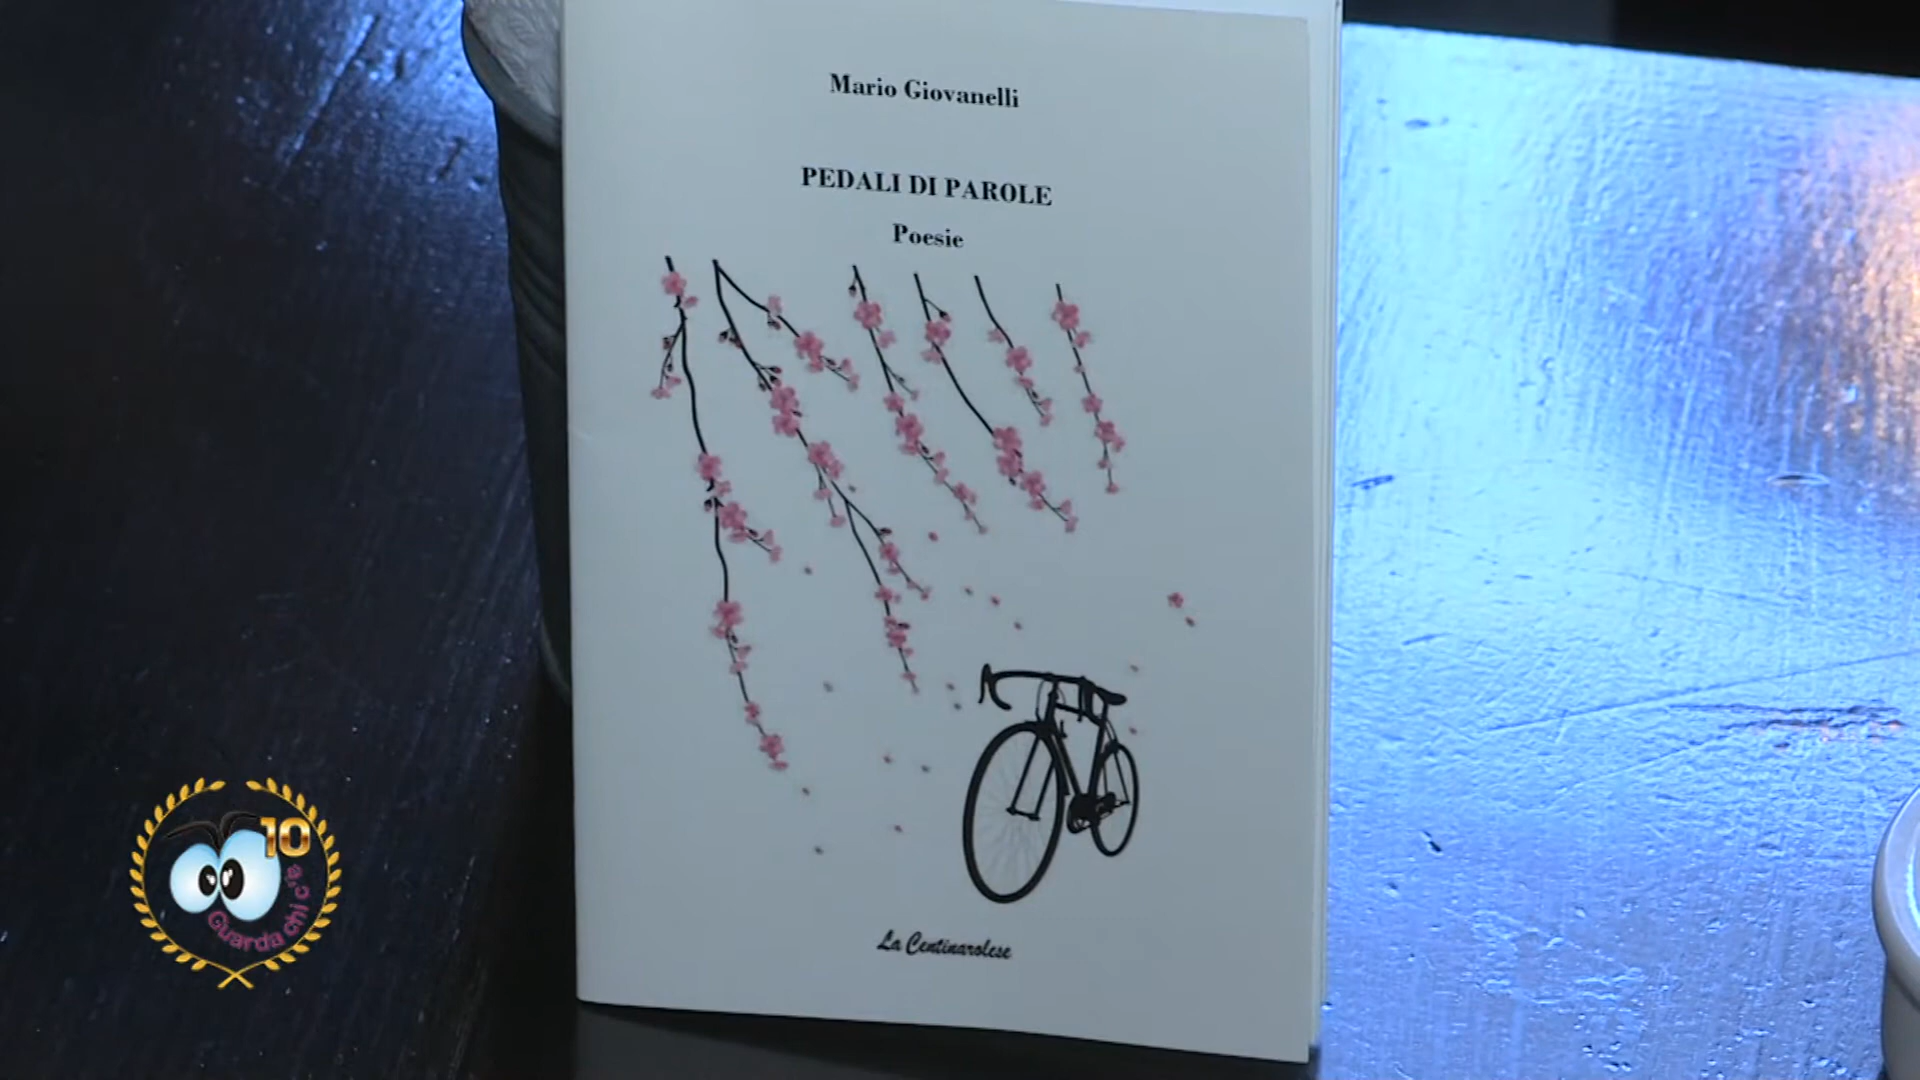 Mario Giovanelli
PEDALI DI PAROLE
Poesie
La Centinarolese
10
Guarda chi c'è